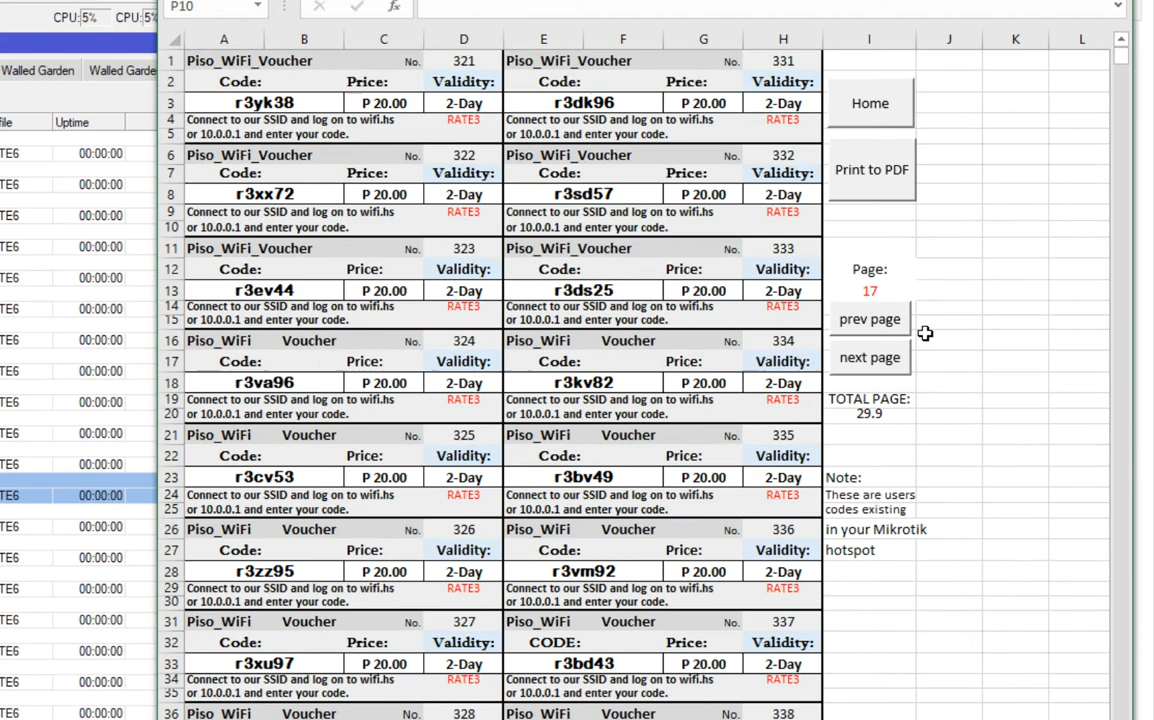 CPU: 5% CPU: 5%
P10
fx
Walled Garden Walled Garde
file Uptime
A B C D E F G H I J K L
1 Piso_WiFi_Voucher No. 321 Piso_WiFi_Voucher No. 331
2 Code: Price: Validity: Code: Price: Validity:
TE6 00:00:00
3 r3yk38 P 20.00 2-Day r3dk96 P 20.00 2-Day Home
4 Connect to our SSID and log on to wifi.hs RATE3 Connect to our SSID and log on to wifi.hs RATE3
5 or 10.0.0.1 and enter your code. or 10.0.0.1 and enter your code.
TE6 00:00:00
6 Piso_WiFi_Voucher No. 322 Piso_WiFi_Voucher No. 332
7 Code: Price: Validity: Code: Price: Validity: Print to PDF
TE6 00:00:00
8 r3xx72 P 20.00 2-Day r3sd57 P 20.00 2-Day
9 Connect to our SSID and log on to wifi.hs RATE3 Connect to our SSID and log on to wifi.hs RATE3
TE6 00:00:00
10 or 10.0.0.1 and enter your code. or 10.0.0.1 and enter your code.
TE6 00:00:00
11 Piso_WiFi_Voucher No. 323 Piso_WiFi_Voucher No. 333
12 Code: Price: Validity: Code: Price: Validity: Page:
TE6 00:00:00
13 r3ev44 P 20.00 2-Day r3ds25 P 20.00 2-Day 17
14 Connect to our SSID and log on to wifi.hs RATE3 Connect to our SSID and log on to wifi.hs RATE3
TE6 00:00:00
15 or 10.0.0.1 and enter your code. or 10.0.0.1 and enter your code. prev page
16 Piso_WiFi Voucher No. 324 Piso_WiFi Voucher No. 334
TE6 00:00:00
17 Code: Price: Validity: Code: Price: Validity: next page
TE6 00:00:00
18 r3va96 P 20.00 2-Day r3kv82 P 20.00 2-Day
19 Connect to our SSID and log on to wifi.hs RATE3 Connect to our SSID and log on to wifi.hs RATE3 TOTAL PAGE:
TE6 00:00:00
20 or 10.0.0.1 and enter your code. or 10.0.0.1 and enter your code. 29.9
21 Piso_WiFi Voucher No. 325 Piso_WiFi Voucher No. 335
TE6 00:00:00
22 Code: Price: Validity: Code: Price: Validity:
TE6 00:00:00
23 r3cv53 P 20.00 2-Day r3bv49 P 20.00 2-Day Note:
24 Connect to our SSID and log on to wifi.hs RATE3 Connect to our SSID and log on to wifi.hs RATE3 These are users
TE6 00:00:00
25 or 10.0.0.1 and enter your code. or 10.0.0.1 and enter your code. codes existing
26 Piso_WiFi Voucher No. 326 Piso_WiFi Voucher No. 336 in your Mikrotik
TE6 00:00:00
27 Code: Price: Validity: Code: Price: Validity: hotspot
TE6 00:00:00
28 r3zz95 P 20.00 2-Day r3vm92 P 20.00 2-Day
29 Connect to our SSID and log on to wifi.hs RATE3 Connect to our SSID and log on to wifi.hs RATE3
TE6 00:00:00
30 or 10.0.0.1 and enter your code. or 10.0.0.1 and enter your code.
31 Piso_WiFi Voucher No. 327 Piso_WiFi Voucher No. 337
TE6 00:00:00
32 Code: Price: Validity: CODE: Price: Validity:
TE6 00:00:00
33 r3xu97 P 20.00 2-Day r3bd43 P 20.00 2-Day
34 Connect to our SSID and log on to wifi.hs RATE3 Connect to our SSID and log on to wifi.hs RATE3
TE6 00:00:00
35 or 10.0.0.1 and enter your code. or 10.0.0.1 and enter your code.
36 Piso_WiFi Voucher No. 328 Piso_WiFi Voucher No. 338
TE6 00:00:00